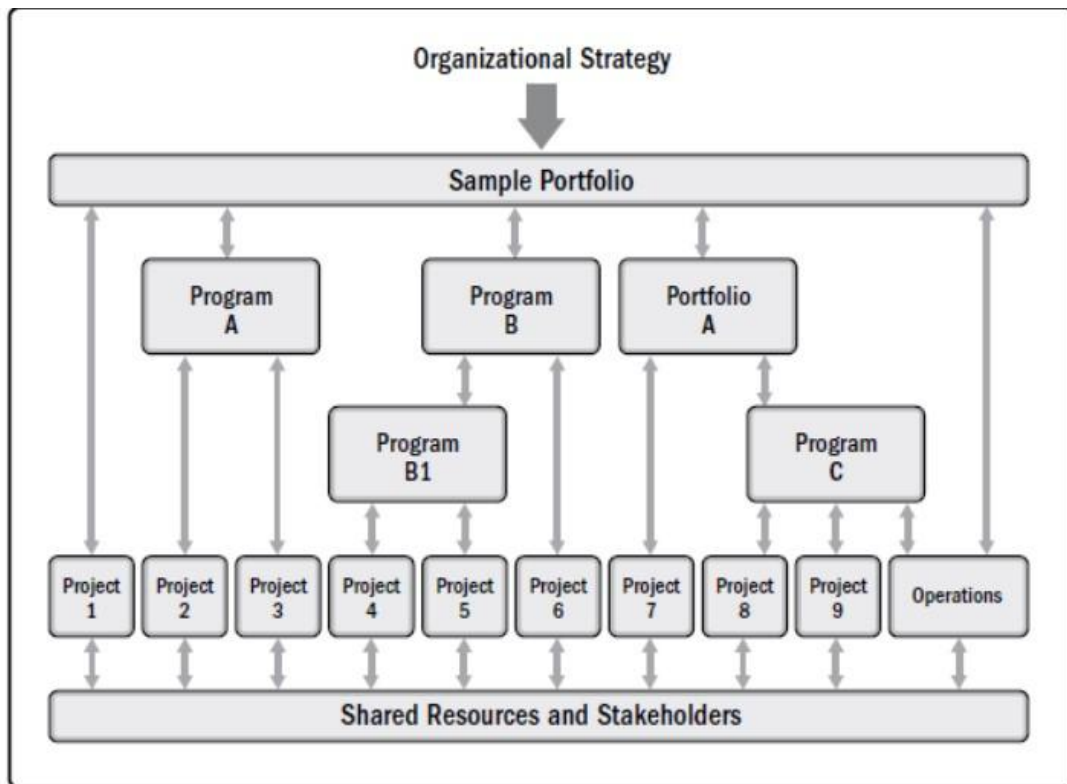 Organizational Strategy
Sample Portfolio
Program
A
Program
B
Portfolio
A
Program
B1
Program
C
Project
1
Project
2
Project
3
Project
4
Project
5
Project
6
Project
7
Project
8
Project
9
Operations
Shared Resources and Stakeholders